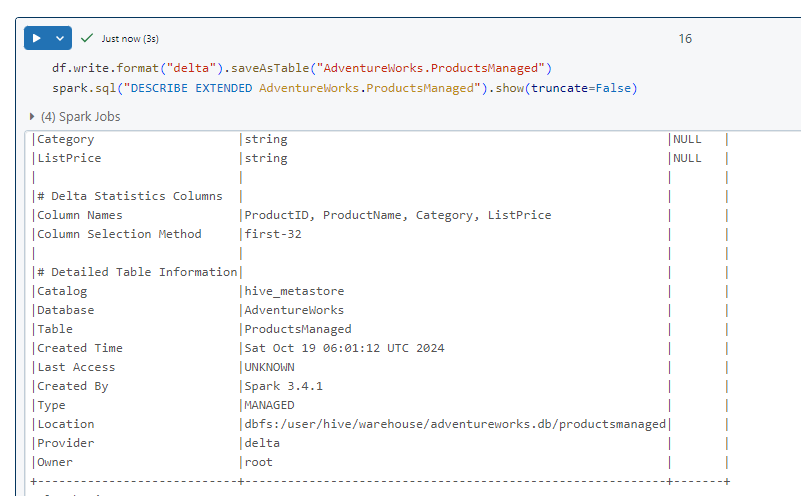 Just now (3s) 16
df.write.format("delta").saveAsTable("AdventureWorks.ProductsManaged")
spark.sql("DESCRIBE EXTENDED AdventureWorks.ProductsManaged").show(truncate=False)
(4) Spark Jobs
|Category |string |NULL |
|ListPrice |string |NULL |
| | | |
|# Delta Statistics Columns | | |
|Column Names |ProductID, ProductName, Category, ListPrice | |
|Column Selection Method |first-32 | |
| | | |
|# Detailed Table Information| | |
|Catalog |hive_metastore | |
|Database |AdventureWorks | |
|Table |ProductsManaged | |
|Created Time |Sat Oct 19 06:01:12 UTC 2024 | |
|Last Access |UNKNOWN | |
|Created By |Spark 3.4.1 | |
|Type |MANAGED | |
|Location |dbfs:/user/hive/warehouse/adventureworks.db/productsmanaged| |
|Provider |delta | |
|Owner |root | |
+----------------------------+-----------------------------------------------------------+-------+